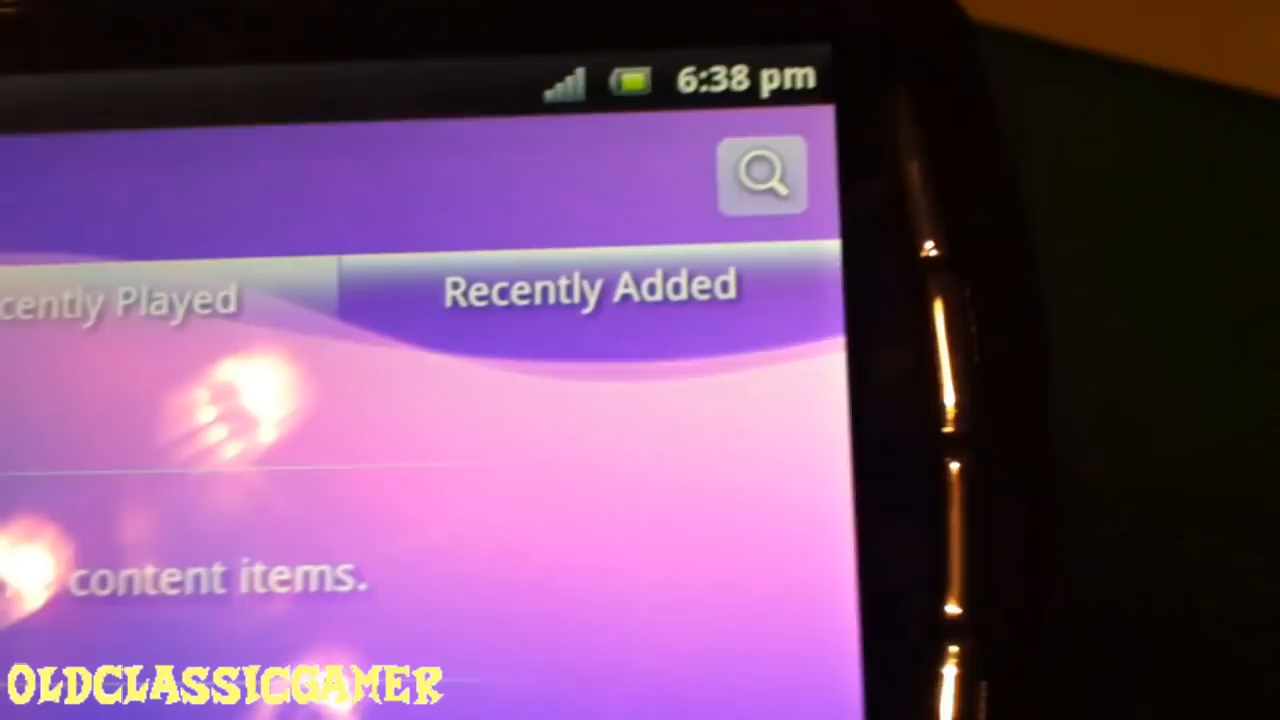 6:38 pm
cently Played
Recently Added
content items.
OLDCLASSICGAMER